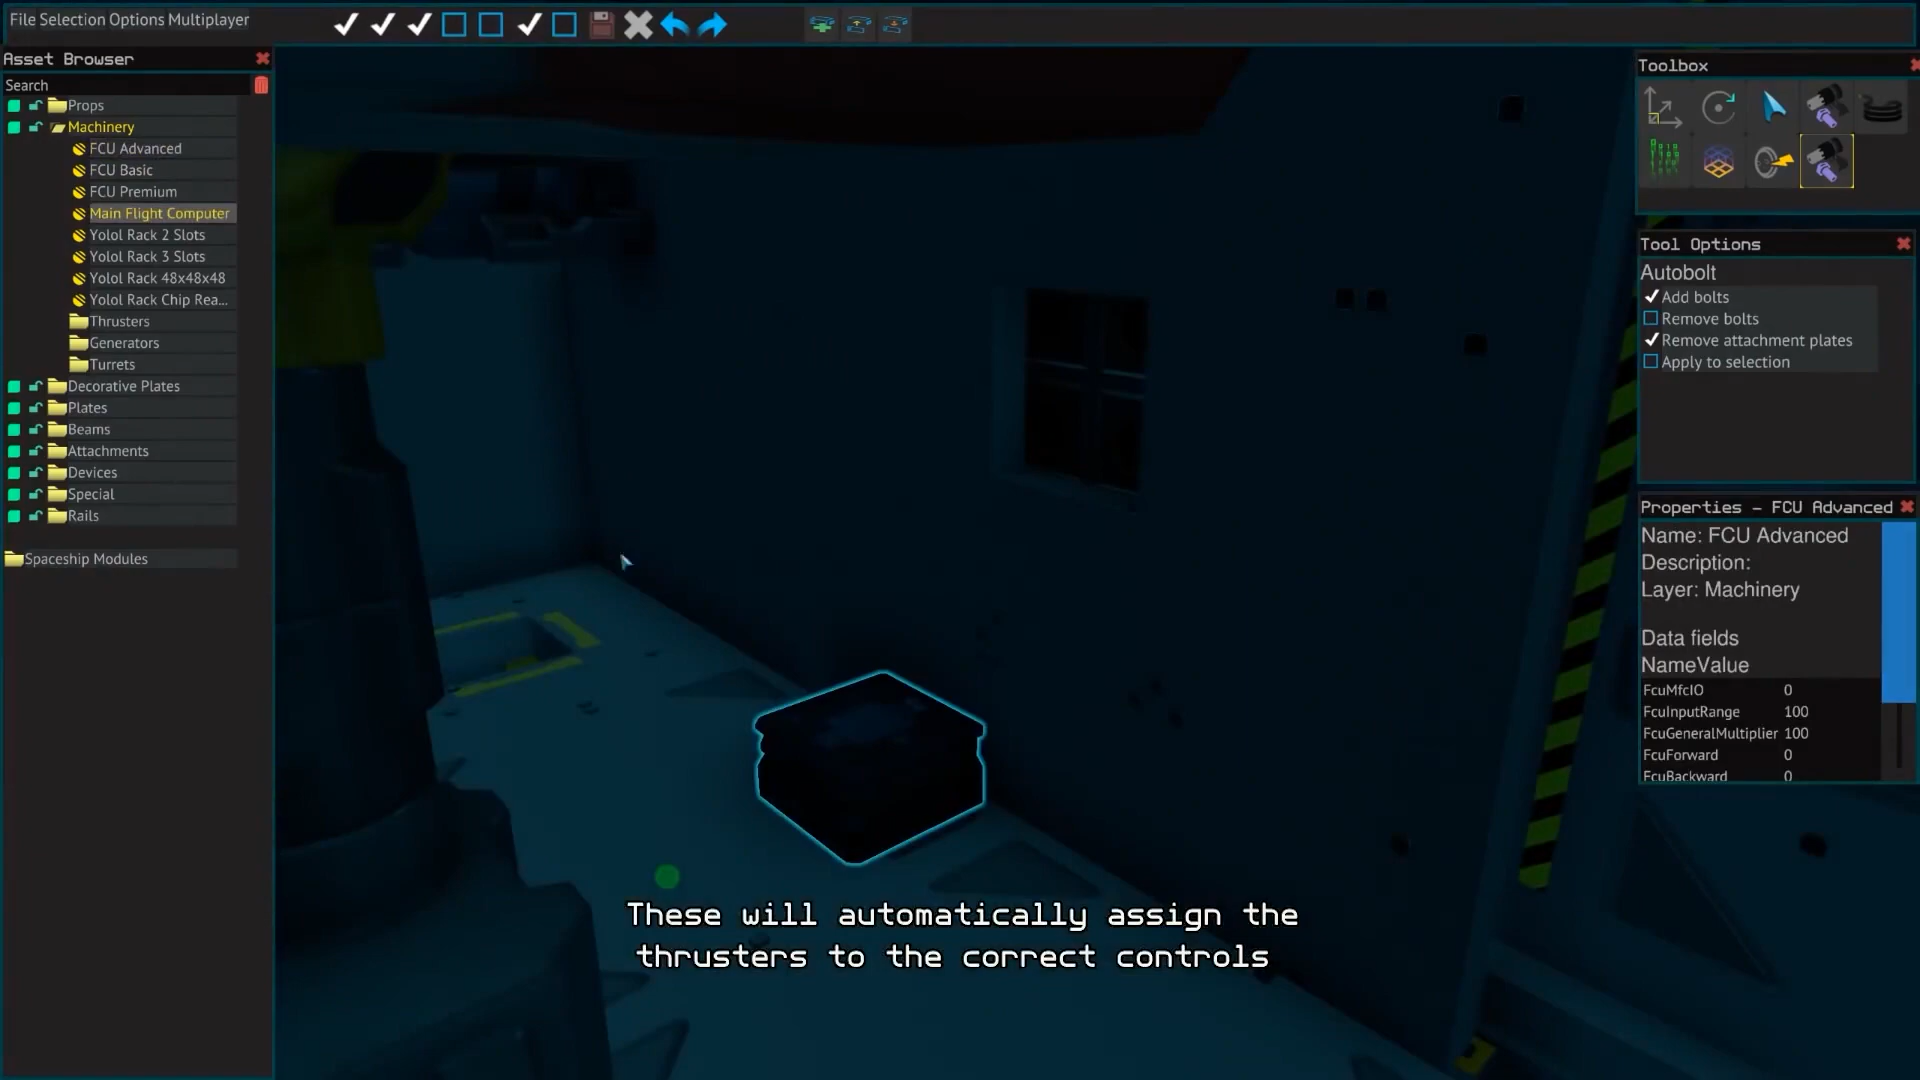 File Selection Options Multiplayer
Asset Browser
Search
Props
Machinery
FCU Advanced
FCU Basic
FCU Premium
Main Flight Computer
Yolol Rack 2 Slots
Yolol Rack 3 Slots
Yolol Rack 48x48x48
Yolol Rack Chip Rea...
Thrusters
Generators
Turrets
Decorative Plates
Plates
Beams
Attachments
Devices
Special
Rails
Spaceship Modules
Toolbox
Tool Options
Autobolt
Add bolts
Remove bolts
Remove attachment plates
Apply to selection
Properties - FCU Advanced
Name: FCU Advanced
Description:
Layer: Machinery
Data fields
NameValue
FcuMfcIO 0
FcuInputRange 100
FcuGeneralMultiplier 100
FcuForward 0
FcuBackward 0
These will automatically assign the
thrusters to the correct controls